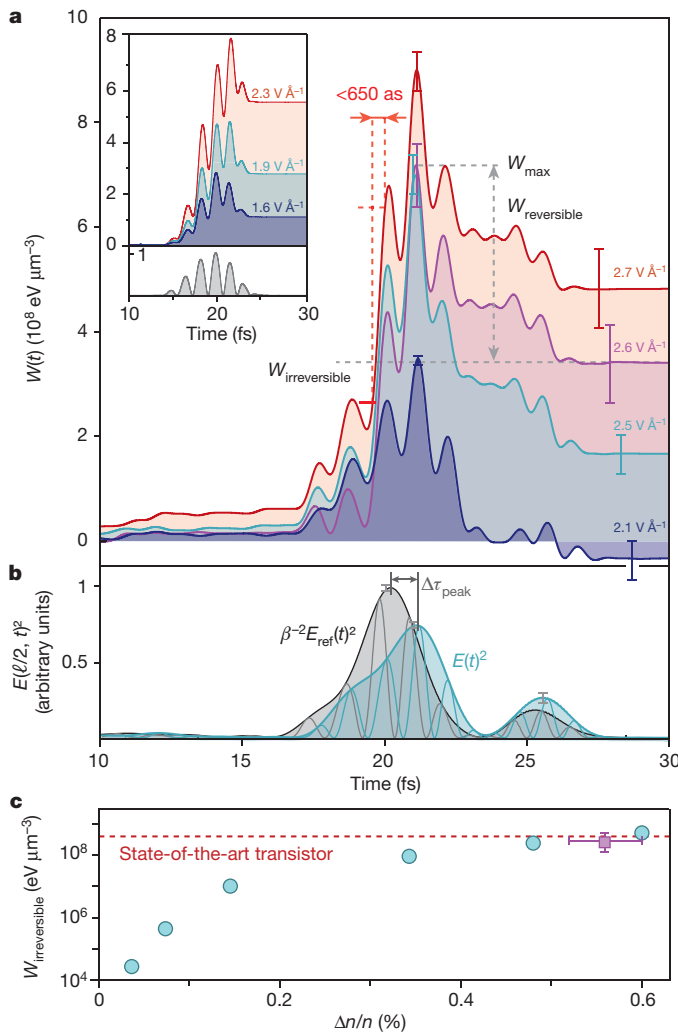 a
10
8
6
4
2
0
W(t) (10⁸ eV μm⁻³)
8
6
4
2
0
1
10
20
30
Time (fs)
2.3 V Å⁻¹
1.9 V Å⁻¹
1.6 V Å⁻¹
<650 as
W_max
W_reversible
W_irreversible
2.7 V Å⁻¹
2.6 V Å⁻¹
2.5 V Å⁻¹
2.1 V Å⁻¹
b
1
0.5
E(ℓ/2, t)²
(arbitrary units)
Δτ_peak
β⁻²E_ref(t)²
E(t)²
10
15
20
25
30
Time (fs)
c
10⁸
10⁶
10⁴
W_irreversible (eV μm⁻³)
State-of-the-art transistor
0
0.2
0.4
0.6
Δn/n (%)